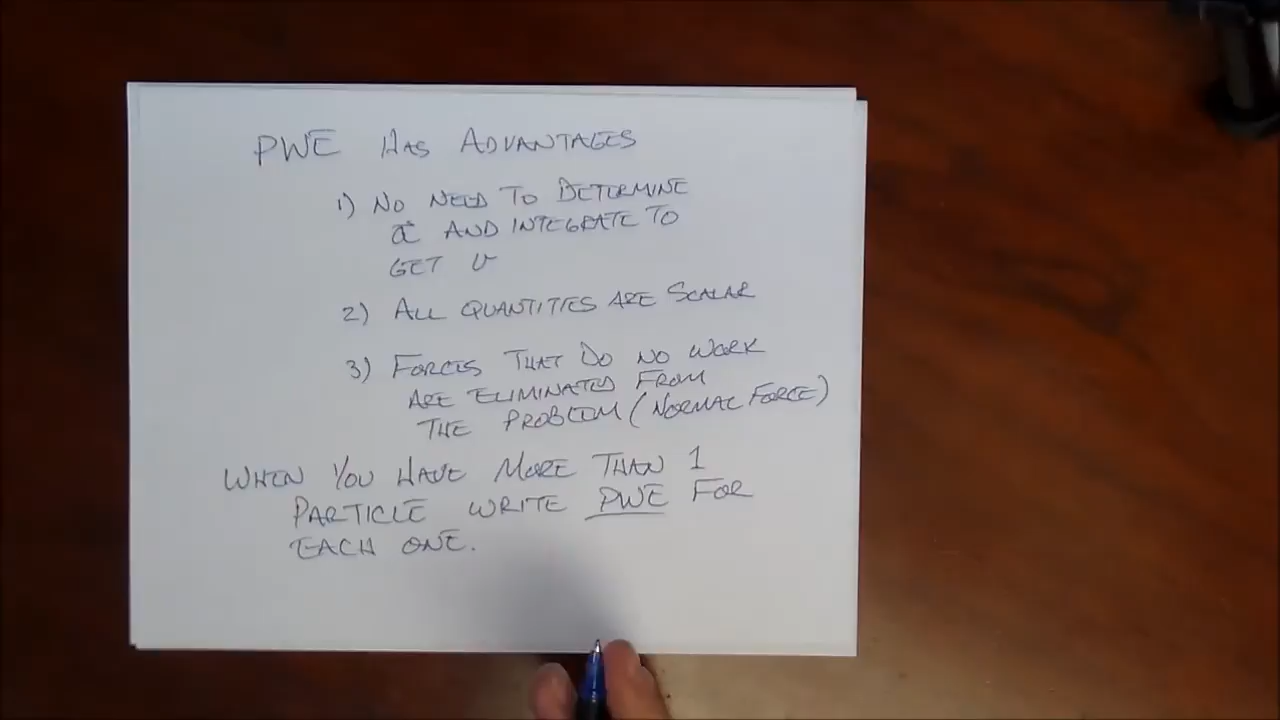 PWE HAS ADVANTAGES
1) NO NEED TO DETERMINE
a⃗ AND INTEGRATE TO
GET v
2) ALL QUANTITIES ARE SCALAR
3) FORCES THAT DO NO WORK
ARE ELIMINATED FROM
THE PROBLEM (NORMAL FORCE)
WHEN YOU HAVE MORE THAN 1
PARTICLE WRITE PWE FOR
EACH ONE.